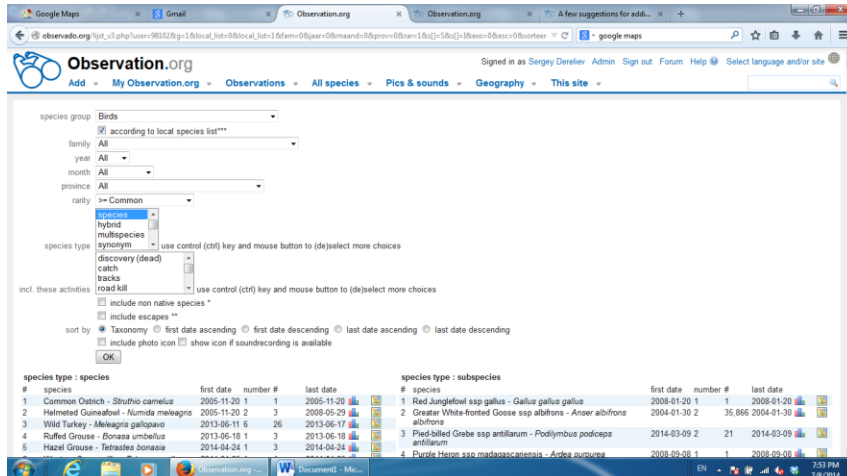 Google Maps
Gmail
Observation.org
Observation.org
A few suggestions for addi...
observado.org/lijst_v3.php?user=98102&g=1&local_list=0&local_list=1&fam=0&jaar=0&maand=0&prov=0&rar=1&s[]=5&s[]=I&exo=0&esc=0&sorteer
google maps
Observation.org
Signed in as Sergey Dereliev Admin Sign out Forum Help Select language and/or site
Add My Observation.org Observations All species Pics & sounds Geography This site
species group Birds
according to local species list***
family All
year All
month All
province All
rarity >= Common
species
hybrid
multispecies
species type synonym use control (ctrl) key and mouse button to (de)select more choices
discovery (dead)
catch
tracks
incl. these activities road kill use control (ctrl) key and mouse button to (de)select more choices
include non native species *
include escapes **
sort by Taxonomy first date ascending first date descending last date ascending last date descending
include photo icon show icon if soundrecording is available
OK
species type : species
# species first date number # last date
1 Common Ostrich - Struthio camelus 2005-11-20 1 1 2005-11-20
2 Helmeted Guineafowl - Numida meleagris 2005-11-20 2 3 2008-05-29
3 Wild Turkey - Meleagris gallopavo 2013-06-11 6 26 2013-06-17
4 Ruffed Grouse - Bonasa umbellus 2013-06-18 1 3 2013-06-18
5 Hazel Grouse - Tetrastes bonasia 2014-04-24 1 3 2014-04-24
species type : subspecies
# species first date number # last date
1 Red Junglefowl ssp gallus - Gallus gallus gallus 2008-01-20 1 1 2008-01-20
2 Greater White-fronted Goose ssp albifrons - Anser albifrons 2004-01-30 2 35,866 2004-01-30
albifrons
3 Pied-billed Grebe ssp antillarum - Podilymbus podiceps 2014-03-09 2 21 2014-03-09
antillarum
4 Purple Heron ssp madagascariensis - Ardea purpurea 2008-09-08 1 1 2008-09-08
Observation.org - ...
Document1 - Mic...
EN
7:53 PM
7/8/2014